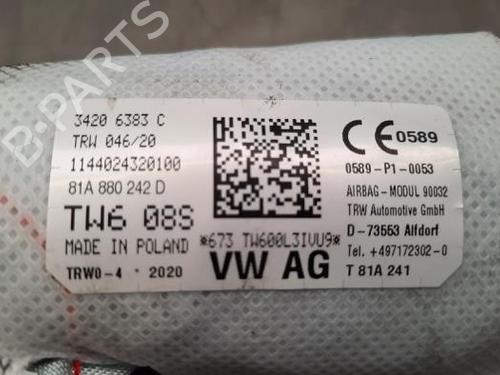 B-PARTS
3420 6383 C
TRW 046/20
1144024320100
81A 880 242 D
TW6 08S
MADE IN POLAND
TRWO-4 · 2020
*673 TW600L3IVU9*
VW AG
CE 0589
0589-P1-0053
AIRBAG-MODUL 90032
TRW Automotive GmbH
D-73553 Alfdorf
Tel. +497172302-0
T 81A 241